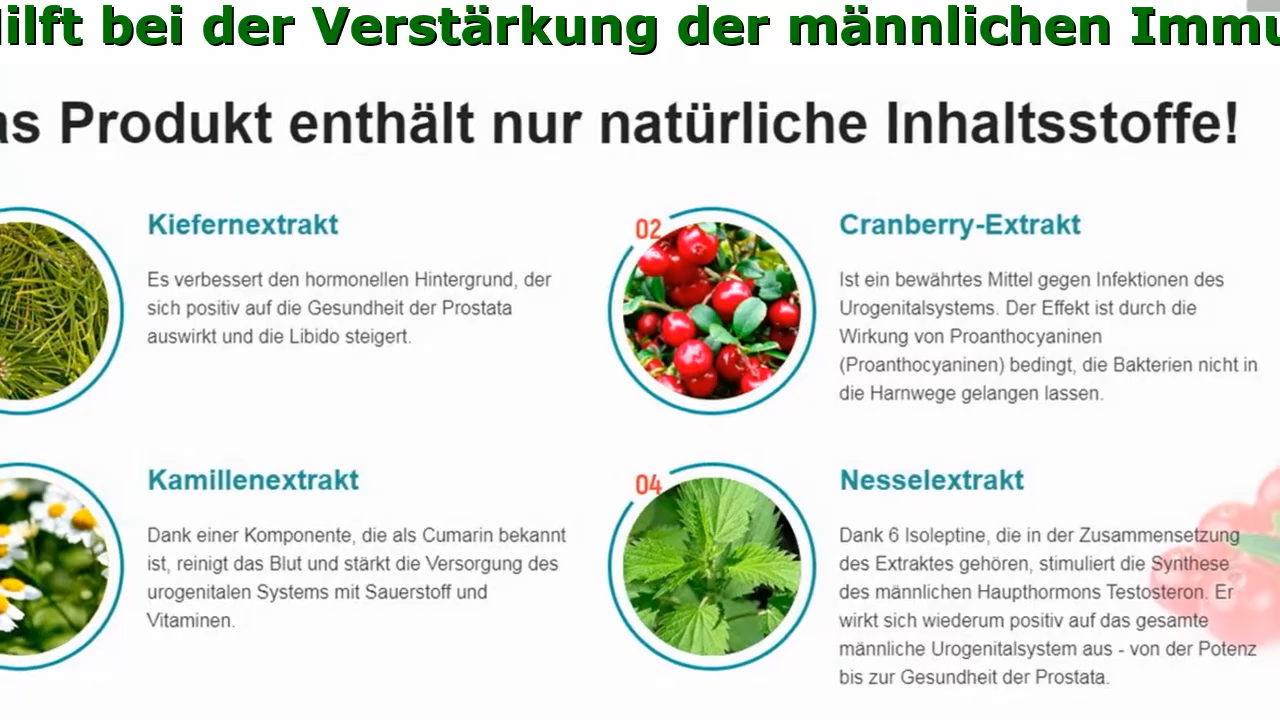 ilft bei der Verstärkung der männlichen Immu
as Produkt enthält nur natürliche Inhaltsstoffe!
Kiefernextrakt
Es verbessert den hormonellen Hintergrund, der
sich positiv auf die Gesundheit der Prostata
auswirkt und die Libido steigert.
02
Cranberry-Extrakt
Ist ein bewährtes Mittel gegen Infektionen des
Urogenitalsystems. Der Effekt ist durch die
Wirkung von Proanthocyaninen
(Proanthocyaninen) bedingt, die Bakterien nicht in
die Harnwege gelangen lassen.
Kamillenextrakt
Dank einer Komponente, die als Cumarin bekannt
ist, reinigt das Blut und stärkt die Versorgung des
urogenitalen Systems mit Sauerstoff und
Vitaminen.
04
Nesselextrakt
Dank 6 Isoleptine, die in der Zusammensetzung
des Extraktes gehören, stimuliert die Synthese
des männlichen Haupthormons Testosteron. Er
wirkt sich wiederum positiv auf das gesamte
männliche Urogenitalsystem aus - von der Potenz
bis zur Gesundheit der Prostata.